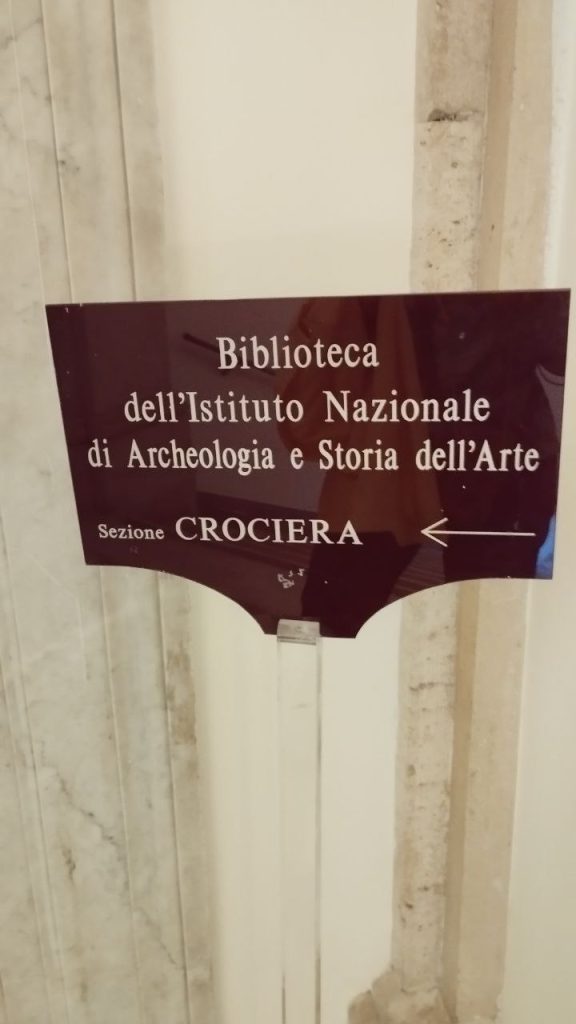 Biblioteca
dell'Istituto Nazionale
di Archeologia e Storia dell'Arte
Sezione CROCIERA